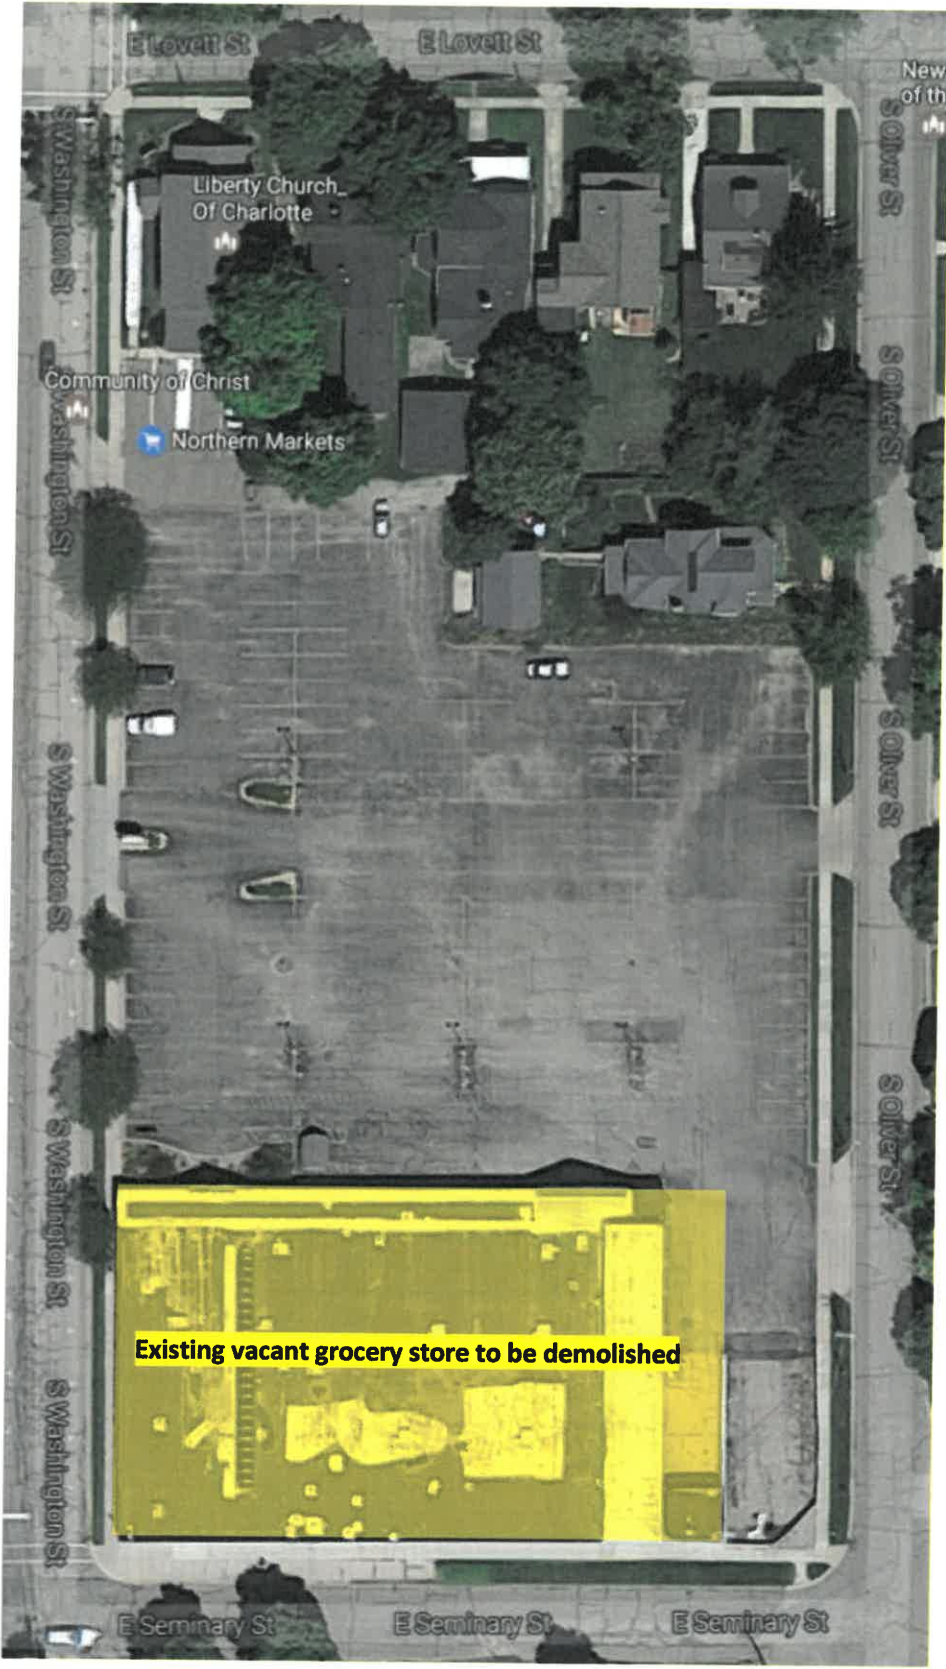 E Lovett St
E Lovett St
New
of th
S Washington St
S Oliver St
Liberty Church
Of Charlotte
Community of Christ
S Washington St
S Oliver St
Northern Markets
S Washington St
S Oliver St
S Oliver St
S Washington St
Existing vacant grocery store to be demolished
S Washington St
E Seminary St
E Seminary St
E Seminary St